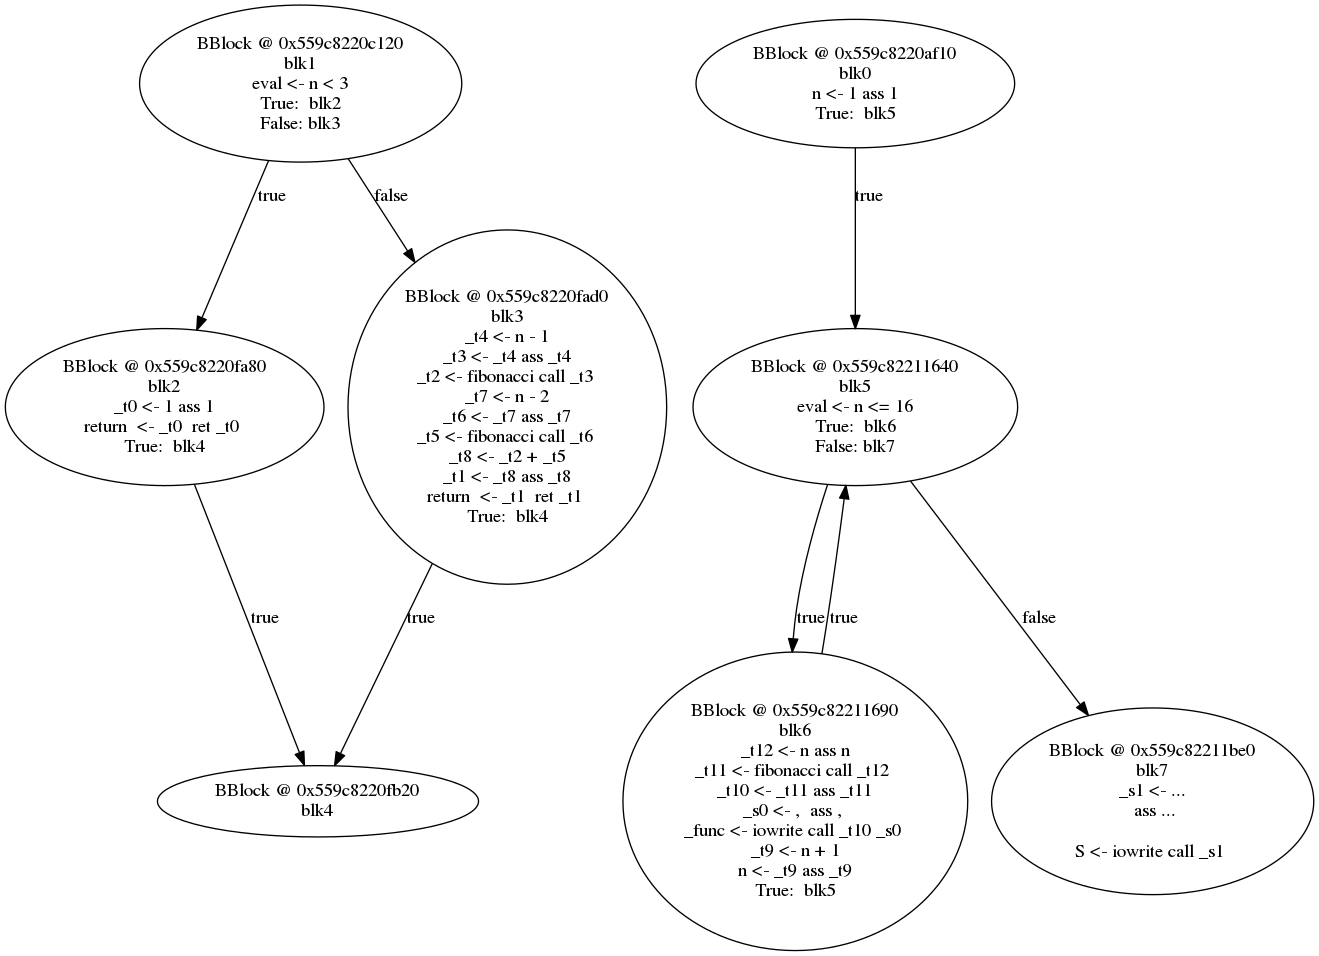 BBlock @ 0x559c8220c120
blk1
eval <- n < 3
True:  blk2
False: blk3
true
false
BBlock @ 0x559c8220fa80
blk2
_t0 <- 1 ass 1
return  <- _t0  ret _t0
True:  blk4
BBlock @ 0x559c8220fad0
blk3
_t4 <- n - 1
_t3 <- _t4 ass _t4
_t2 <- fibonacci call _t3
_t7 <- n - 2
_t6 <- _t7 ass _t7
_t5 <- fibonacci call _t6
_t8 <- _t2 + _t5
_t1 <- _t8 ass _t8
return  <- _t1  ret _t1
True:  blk4
true
true
BBlock @ 0x559c8220fb20
blk4
BBlock @ 0x559c8220af10
blk0
n <- 1 ass 1
True:  blk5
true
BBlock @ 0x559c82211640
blk5
eval <- n <= 16
True:  blk6
False: blk7
true
true
false
BBlock @ 0x559c82211690
blk6
_t12 <- n ass n
_t11 <- fibonacci call _t12
_t10 <- _t11 ass _t11
_s0 <- ,  ass ,
_func <- iowrite call _t10 _s0
_t9 <- n + 1
n <- _t9 ass _t9
True:  blk5
BBlock @ 0x559c82211be0
blk7
_s1 <- ...
ass ...
S <- iowrite call _s1